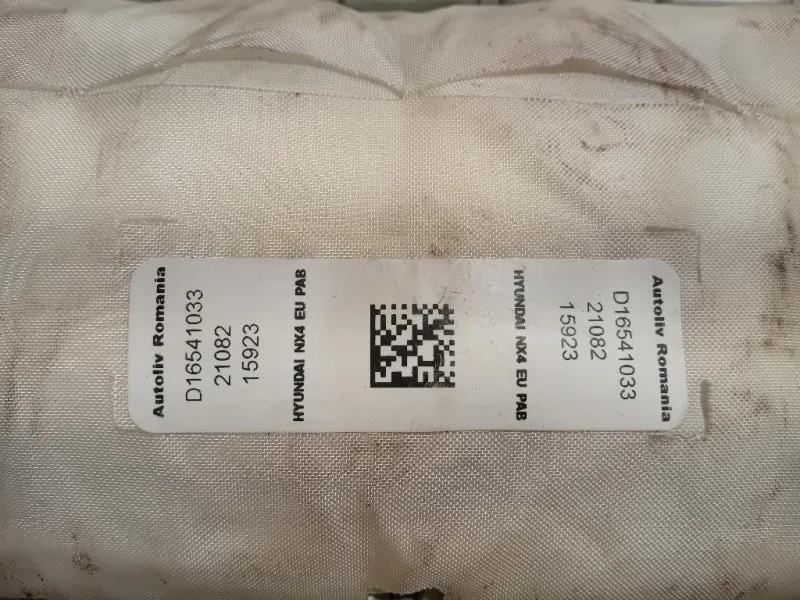 Autoliv Romania
D16541033
21082
15923
HYUNDAI NX4 EU PAB
Autoliv Romania
D16541033
21082
15923
HYUNDAI NX4 EU PAB